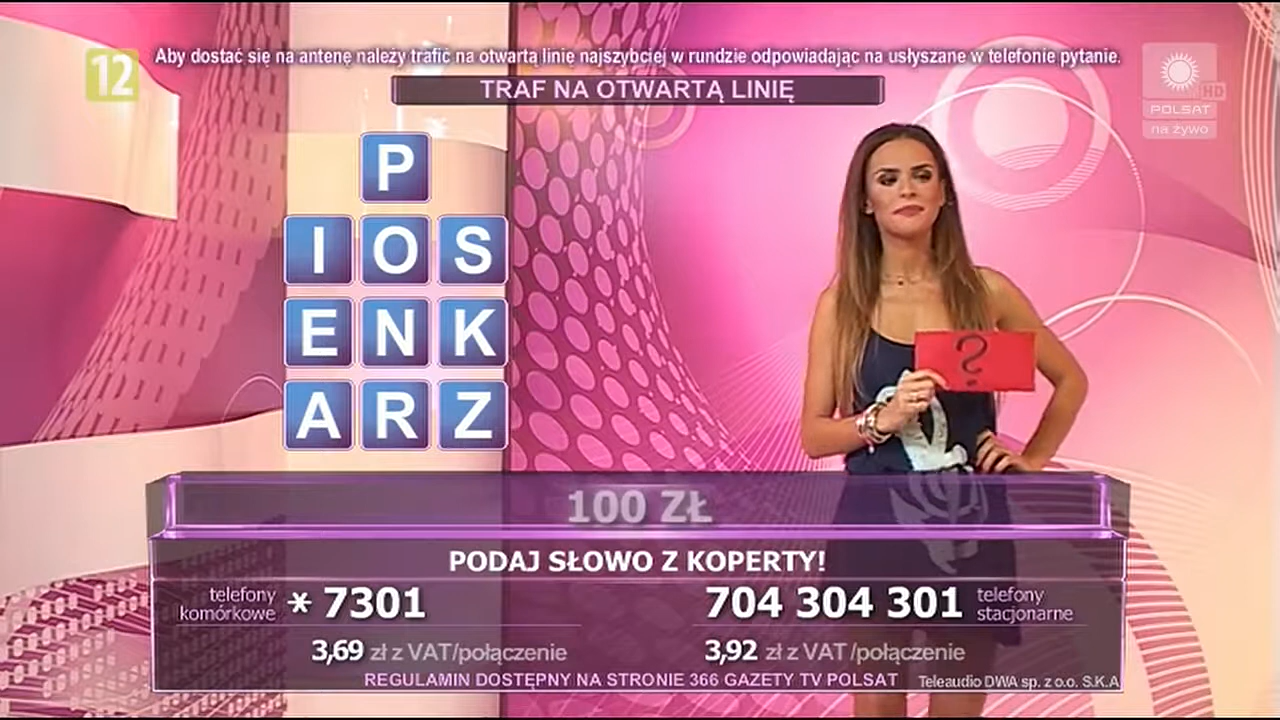 Aby dostać się na antenę należy trafić na otwartą linię najszybciej w rundzie odpowiadając na usłyszane w telefonie pytanie.
12
TRAF NA OTWARTĄ LINIĘ
HD
POLSAT
na żywo
P
I O S
E N K
A R Z
?
100 ZŁ
PODAJ SŁOWO Z KOPERTY!
telefony komórkowe * 7301 704 304 301 telefony stacjonarne
3,69 zł z VAT/połączenie 3,92 zł z VAT /połączenie
REGULAMIN DOSTĘPNY NA STRONIE 366 GAZETY TV POLSAT Teleaudio DWA sp. z o.o. S.K.A